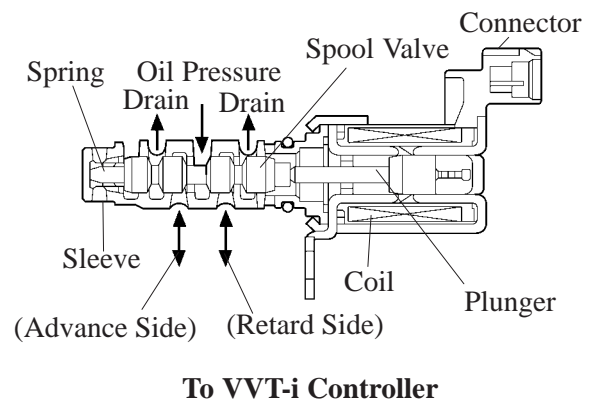 Connector
Spool Valve
Spring
Oil Pressure
Drain
Drain
Sleeve
Coil
Plunger
(Advance Side)
(Retard Side)
To VVT-i Controller